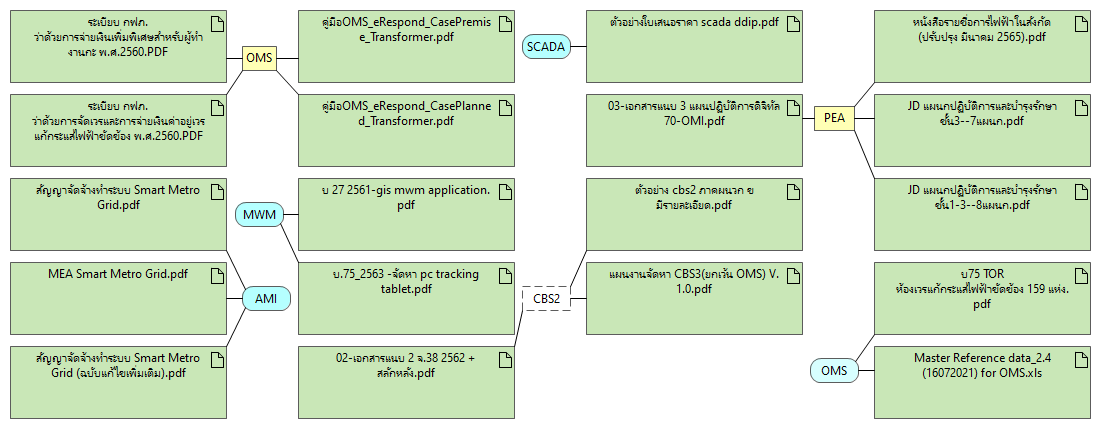 ระเบียบ กฟภ.
ว่าด้วยการจ่ายเงินเพิ่มพิเศษสำหรับผู้ทำ
งานกะ พ.ศ.2560.PDF
OMS
คู่มือOMS_eRespond_CasePremis
e_Transformer.pdf
SCADA
ตัวอย่างใบเสนอราคา scada ddip.pdf
หนังสือรายชื่อการไฟฟ้าในสังกัด
(ปรับปรุง มีนาคม 2565).pdf
ระเบียบ กฟภ.
ว่าด้วยการจัดเวรและการจ่ายเงินค่าอยู่เวร
แก้กระแสไฟฟ้าขัดข้อง พ.ศ.2560.PDF
คู่มือOMS_eRespond_CasePlanne
d_Transformer.pdf
03-เอกสารแนบ 3 แผนปฏิบัติการดิจิทัล
70-OMI.pdf
PEA
JD แผนกปฏิบัติการและบำรุงรักษา
ชั้น3--7แผนก.pdf
สัญญาจัดจ้างทำระบบ Smart Metro
Grid.pdf
MWM
บ 27 2561-gis mwm application.
pdf
ตัวอย่าง cbs2 ภาคผนวก ข
มีรายละเอียด.pdf
JD แผนกปฏิบัติการและบำรุงรักษา
ชั้น1-3--8แผนก.pdf
MEA Smart Metro Grid.pdf
AMI
บ.75_2563 -จัดหา pc tracking
tablet.pdf
CBS2
แผนงานจัดหา CBS3(ยกเว้น OMS) V.
1.0.pdf
บ75 TOR
ห้องเวรแก้กระแสไฟฟ้าขัดข้อง 159 แห่ง.
pdf
สัญญาจัดจ้างทำระบบ Smart Metro
Grid (ฉบับแก้ไขเพิ่มเติม).pdf
02-เอกสารแนบ 2 จ.38 2562 +
สลักหลัง.pdf
OMS
Master Reference data_2.4
(16072021) for OMS.xls